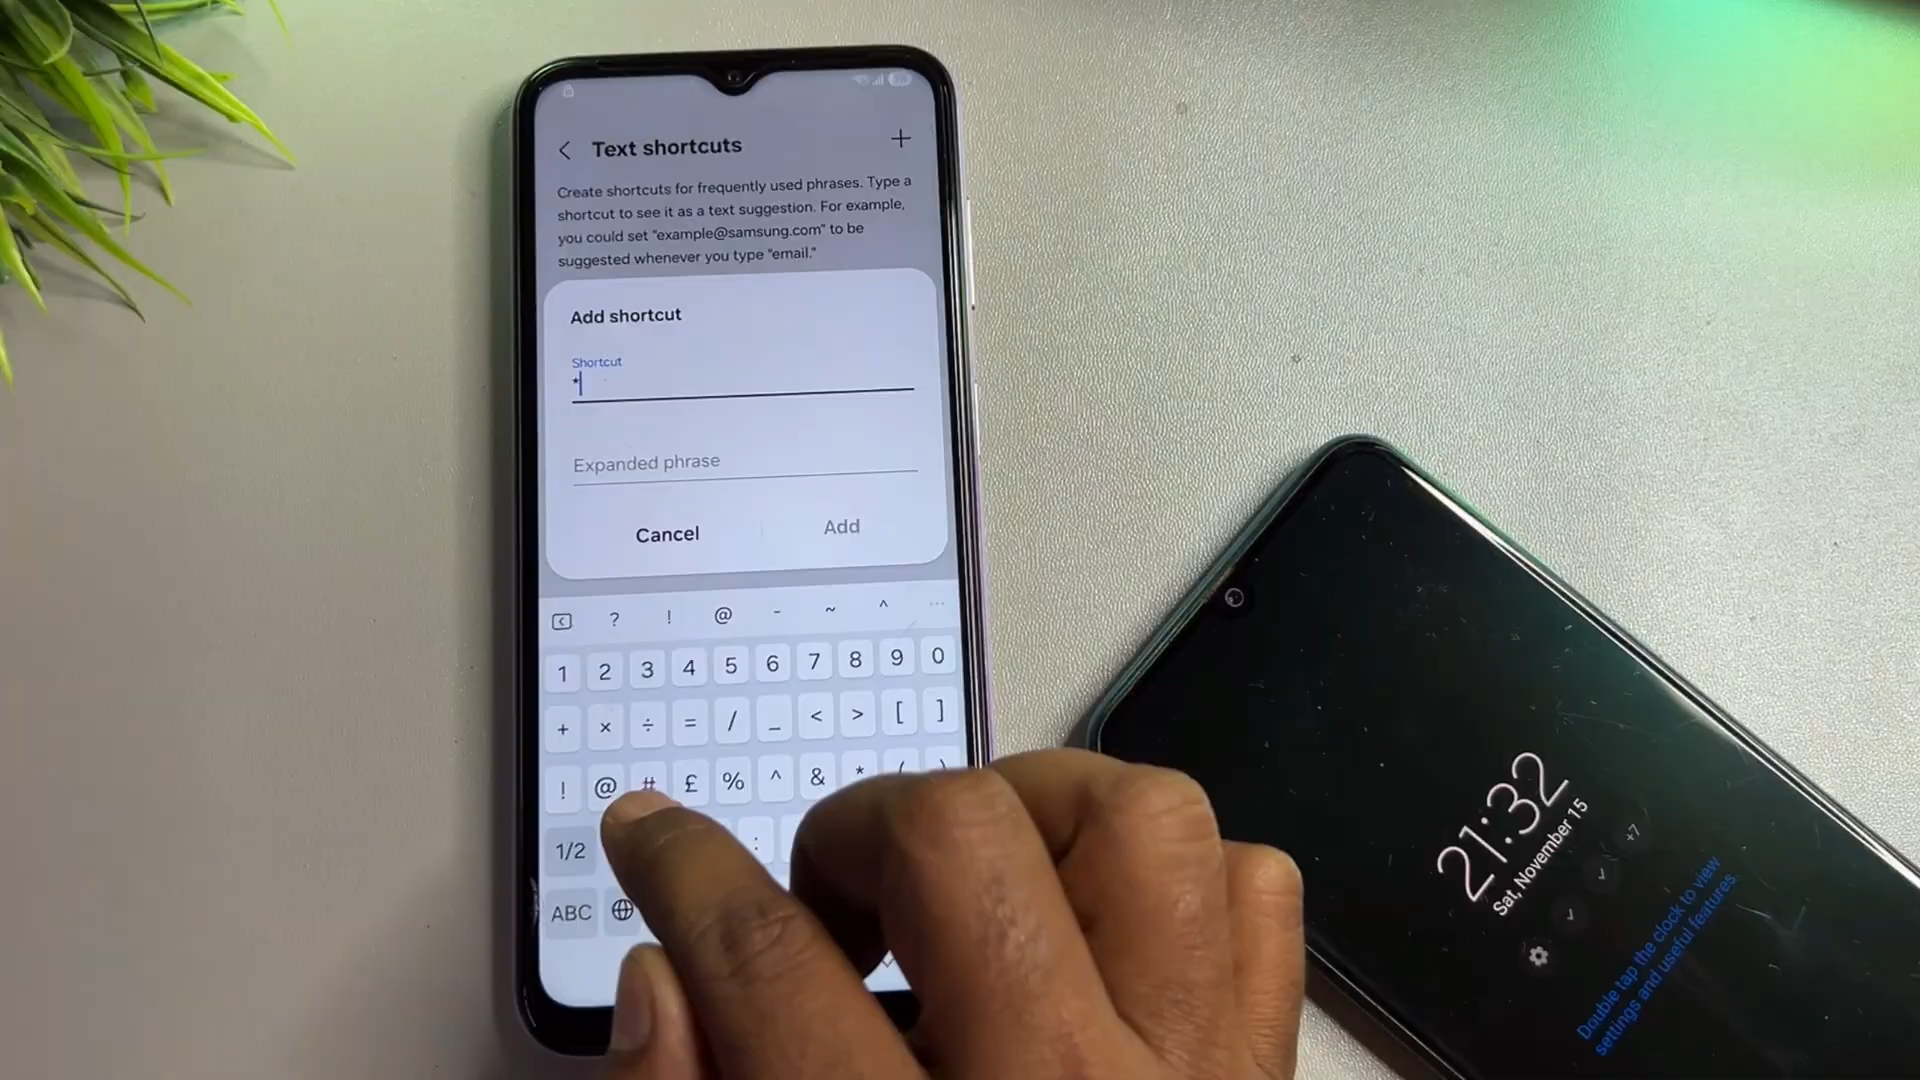 Text shortcuts +
Create shortcuts for frequently used phrases. Type a
shortcut to see it as a text suggestion. For example,
you could set "example@samsung.com" to be
suggested whenever you type "email."
Add shortcut
Shortcut
*
Expanded phrase
Cancel
Add
? ! @ - ~ ^ ...
1 2 3 4 5 6 7 8 9 0
+ × ÷ = / _ < > [ ]
! @ # £ % ^ & *
1/2 :
ABC
21:32
Sat, November 15
+7
Double tap the clock to view
settings and useful features.